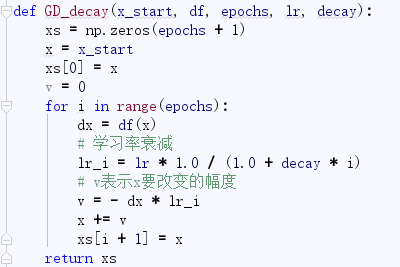 def GD_decay(x_start, df, epochs, lr, decay):
    xs = np.zeros(epochs + 1)
    x = x_start
    xs[0] = x
    v = 0
    for i in range(epochs):
        dx = df(x)
        # 学习率衰减
        lr_i = lr * 1.0 / (1.0 + decay * i)
        # v表示x要改变的幅度
        v = - dx * lr_i
        x += v
        xs[i + 1] = x
    return xs